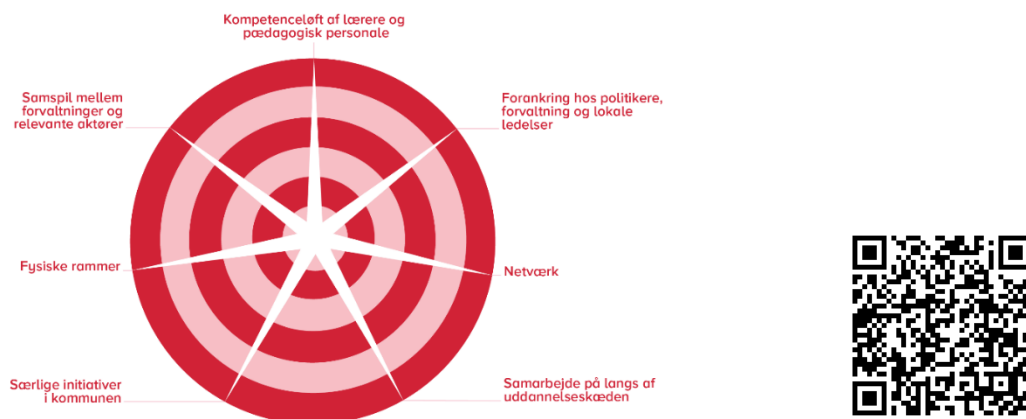 Kompetenceløft af lærere og
pædagogisk personale
Samspil mellem
forvaltninger og
relevante aktører
Forankring hos politikere,
forvaltning og lokale
ledelser
Fysiske rammer
Netværk
Særlige initiativer
i kommunen
Samarbejde på langs af
uddannelseskæden